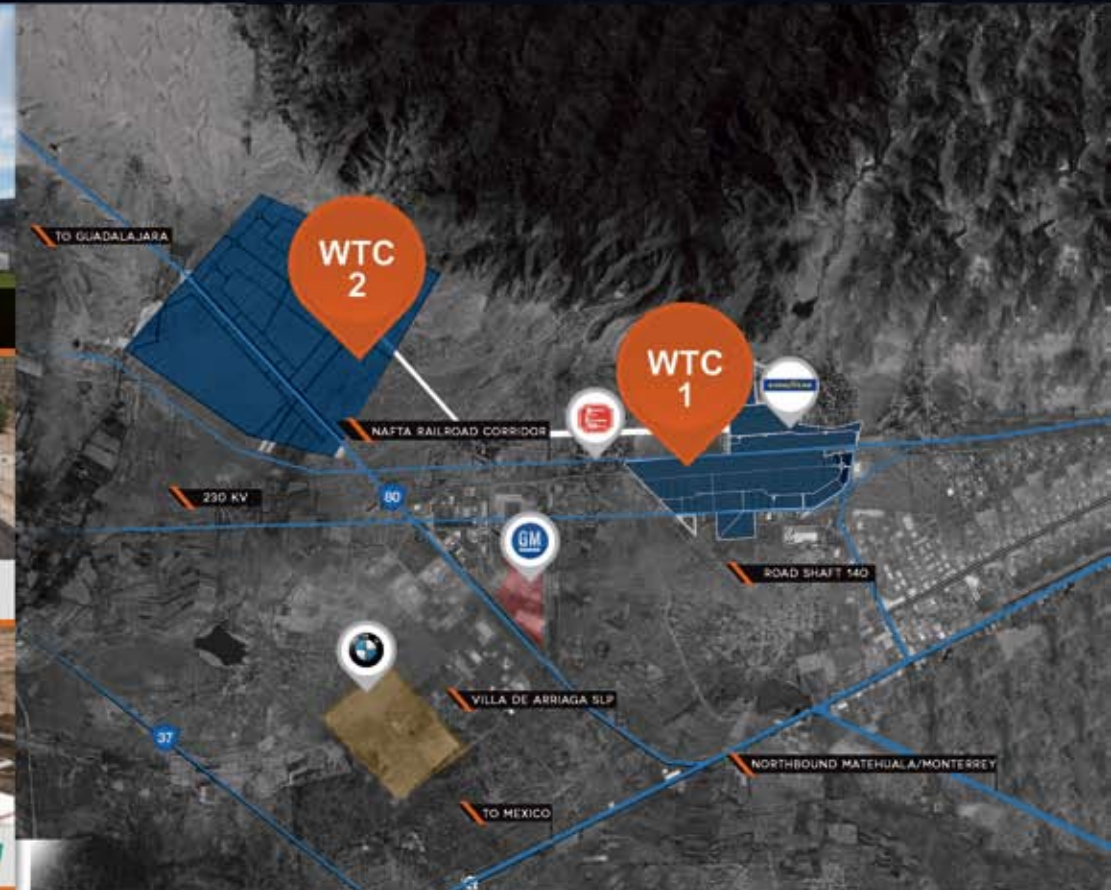 TO GUADALAJARA
WTC
2
WTC
1
GOODYEAR
NAFTA RAILROAD CORRIDOR
230 KV
80
GM
ROAD SHAFT 140
VILLA DE ARRIAGA SLP
37
NORTHBOUND MATEHUALA/MONTERREY
TO MEXICO